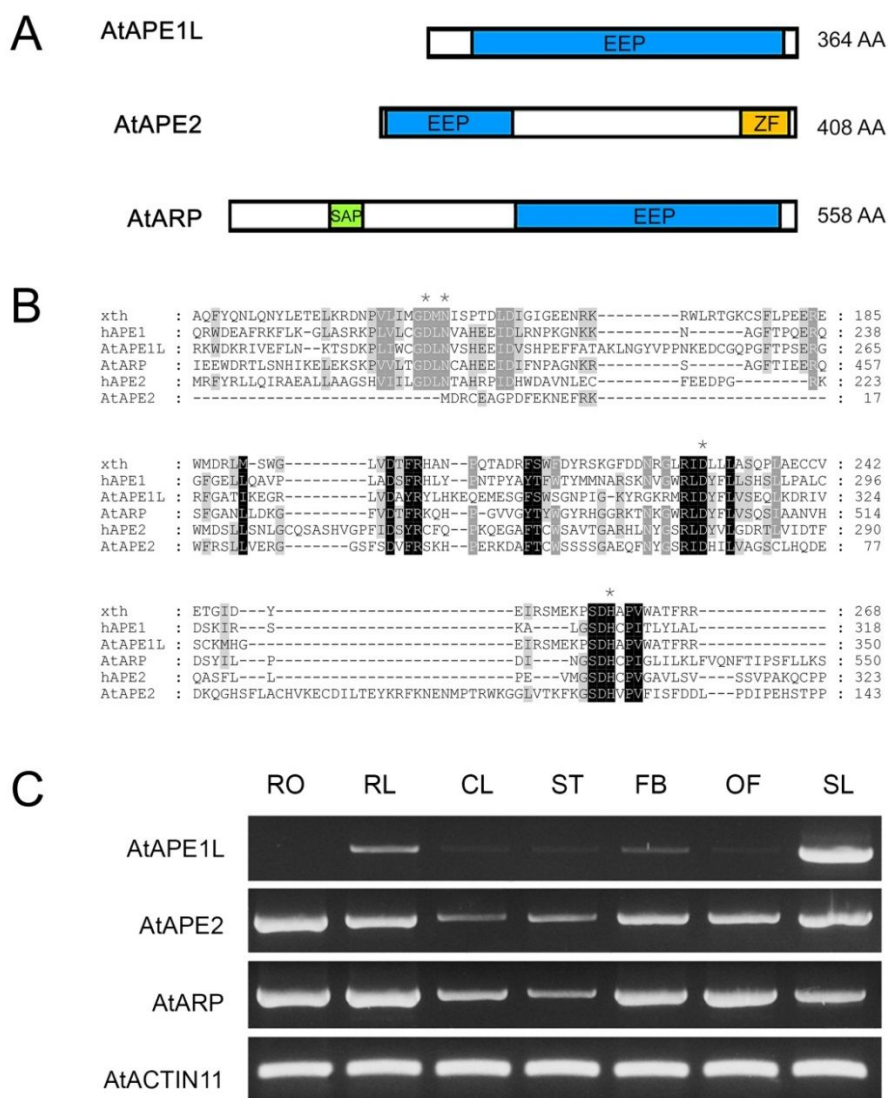 A
AtAPE1L EEP 364 AA
AtAPE2 EEP ZF 408 AA
AtARP SAP EEP 558 AA
B
* *
xth : AQFYQNLQNYLETELKRDNPVLIMGDMNISPTDLDIGIGEENRK-------RWLRTGKCSFLPEERE : 185
hAPE1 : QRWDEAFRKFLK-GLASRKPLVLCGDLNVAHEEIDLRNPKGNKK-------N-----AGFTPQERQ : 238
AtAPE1L : RKWDKRIVEFLN-KTSDKPLIWCGDLNVSHEEIDVSHPEFFATAKLNGYVPPNKEDCGQPGFTPSERG : 265
AtARP : IEEWDRTLSNHIKELEKSKPVVLTGDLNCAHEEIDIFNPAGNKR-------S-----AGFTIEERQ : 457
hAPE2 : MRFYRLLQIRAEALLAAGSHVIILGDLNTAHRPIDHWDAVNLEC-------FEEDPG------RK : 223
AtAPE2 : --------------------------MDRCEAGPDFEKNEFRK---------------------- : 17
*
xth : WMDRLM-SWG-------LVDTFRHAN--PQTADRFSWFDYRSKGFDDNRGLRIDLLLASQPLAECCV : 242
hAPE1 : GFGELLQAVP-------LADSFRHLY--PNTPYAYTFWTYMMNARSKNVGWRLDYFLLSHSLLPALC : 296
AtAPE1L : RFGATIKEGR-------LVDAYRYLHKEQEMESGFSWSGNPIG-KYRGKRMRIDYFLVSEQLKDRIV : 324
AtARP : SFGANLLDKG-------FVDTFRKQH--P-GVVGYTYWGYRHGGRKTNKGWRLDYFLVSQSIAANVH : 514
hAPE2 : WMDSLLSNLGCQSASHVGPFIDSYRCFQ--PKQEGAFTCWSAVTGARHLNYGSRLDYVLGDRTLVIDTF : 290
AtAPE2 : WFRSLLVERG-------GSFSDVFRSKH--PERKDAFTCWSSSSGAEQFNYGSRIDHILVAGSCLHQDE : 77
*
xth : ETGID--Y-------------------------EIRSMEKPSDHAPVWATFRR---------------- : 268
hAPE1 : DSKIR--S-------------------------KA---LGSDHCPITLYLAL---------------- : 318
AtAPE1L : SCKMHG--------------------------EIRSMEKPSDHAPVWATFRR---------------- : 350
AtARP : DSYIL--P-------------------------DI---NGSDHCPIGLILKLFVQNFTIPSFLLKS : 550
hAPE2 : QASFL--L-------------------------PE--VMGSDHCPVGAVLSV---SSVPAKQCPP : 323
AtAPE2 : DKQGHSFLACHVKECDILTEYKRFKNENMPTRWKGGLVTKFKGSDHVPVFISFDDL---PDIPEHSTPP : 143
C
RO RL CL ST FB OF SL
AtAPE1L
AtAPE2
AtARP
AtACTIN11